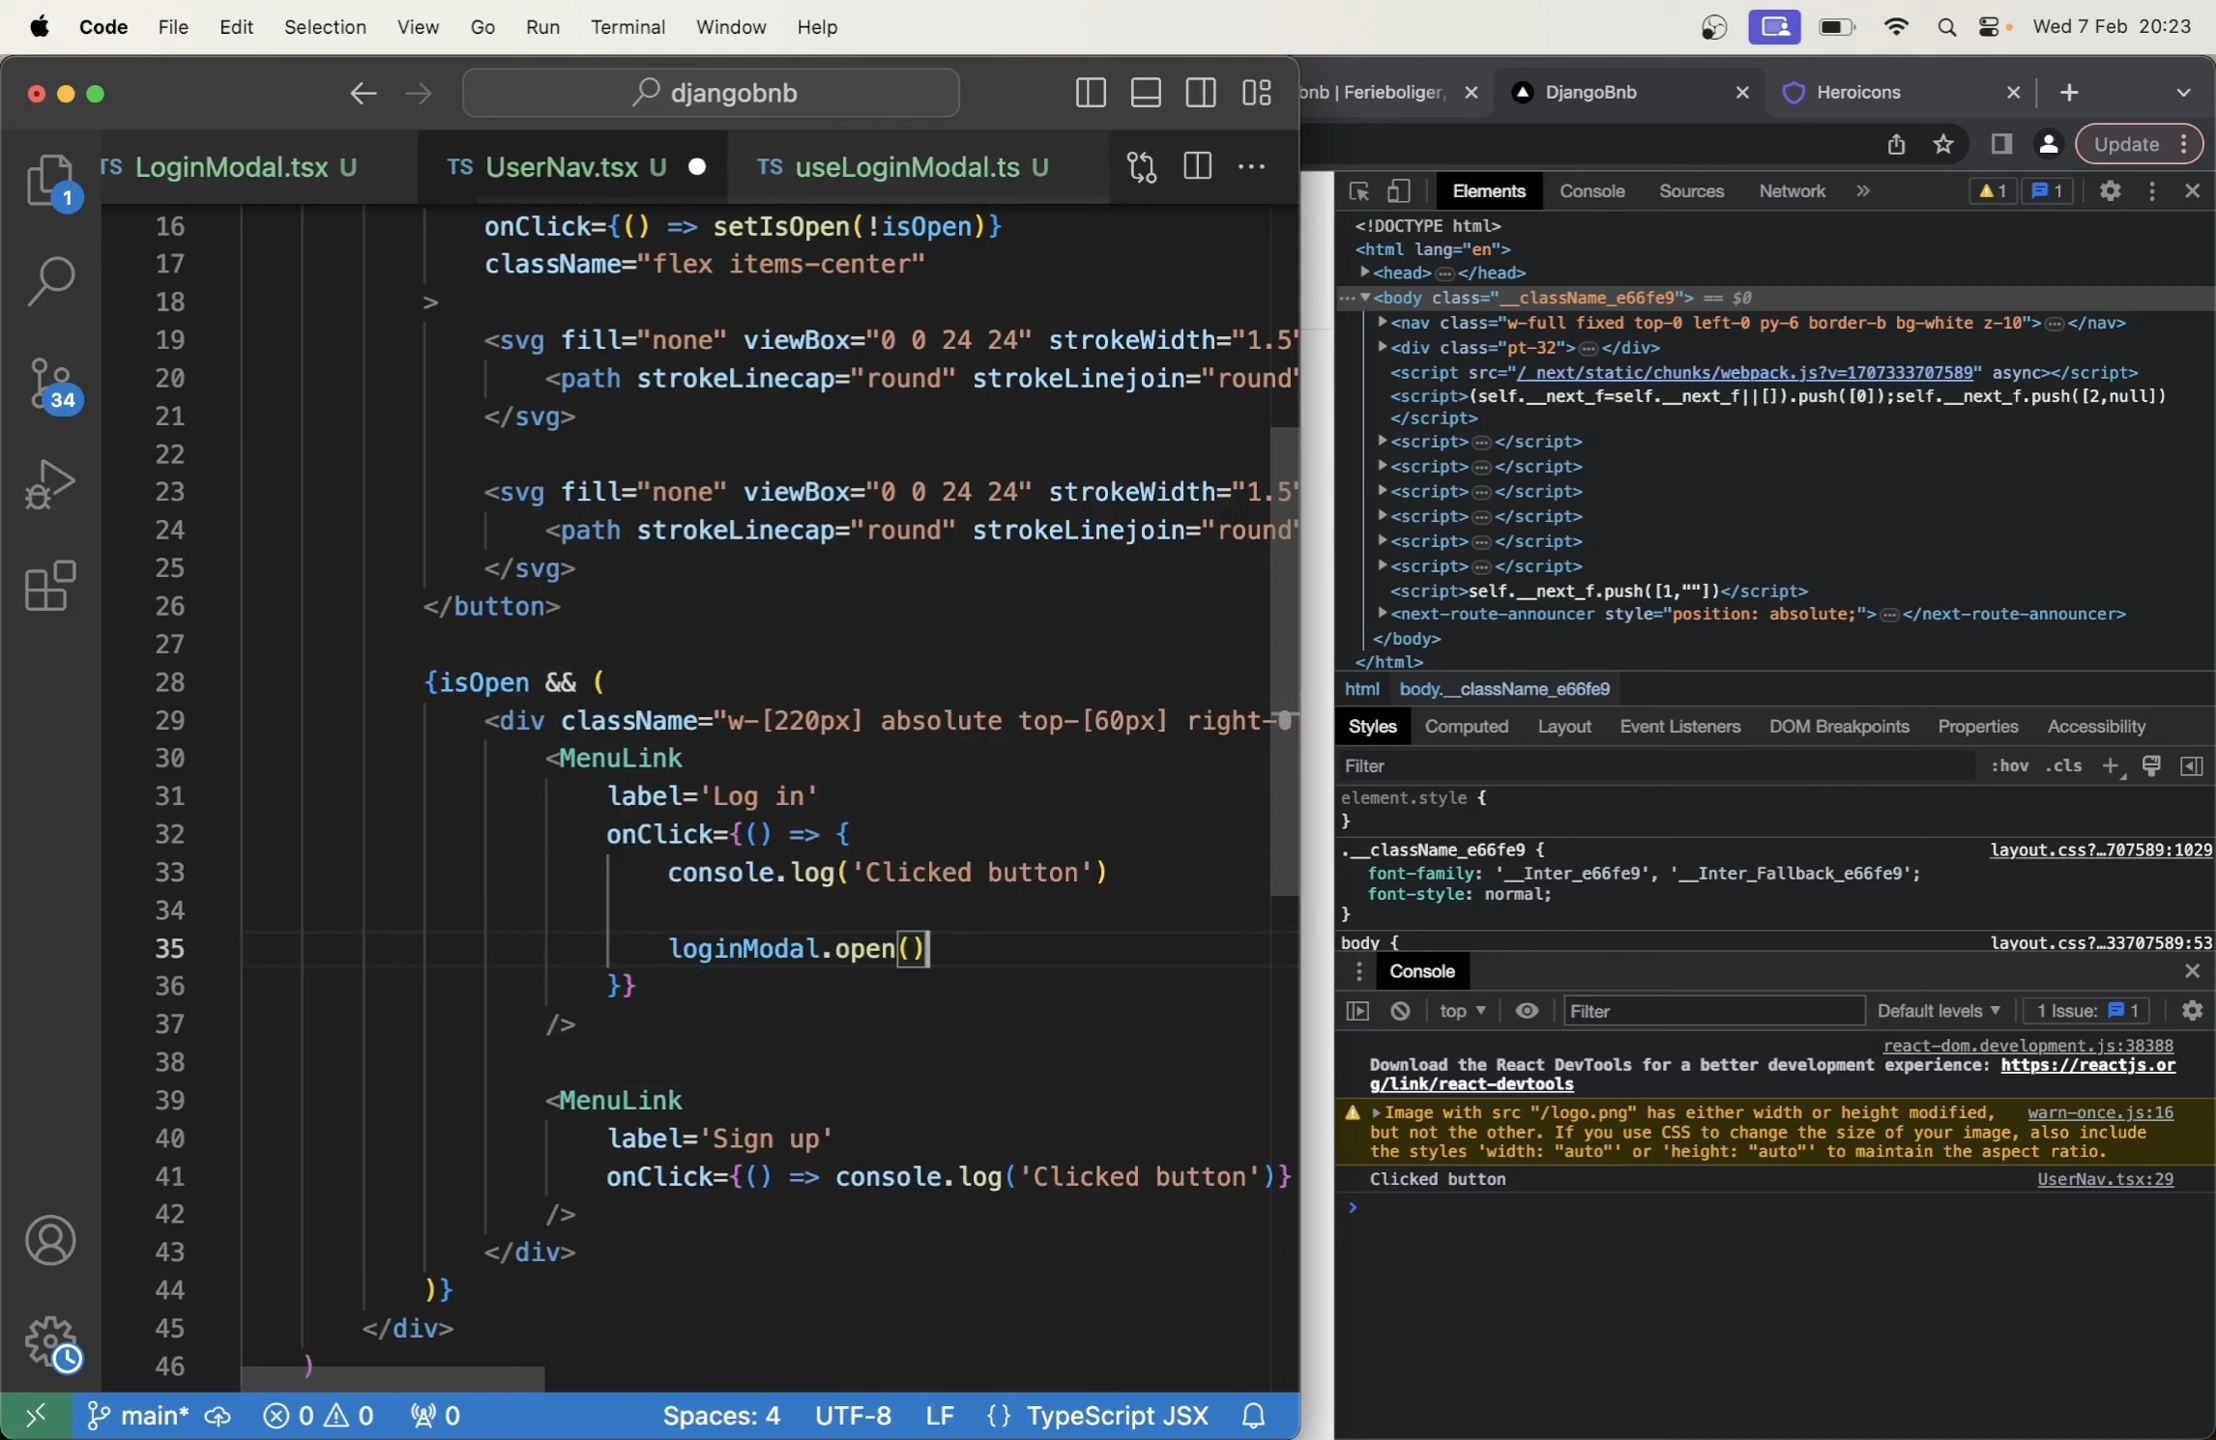 Code File Edit Selection View Go Run Terminal Window Help Wed 7 Feb 20:23
djangobnb
bnb | Ferieboliger, DjangoBnb Heroicons
Update
1
TS LoginModal.tsx U TS UserNav.tsx U TS useLoginModal.ts U
34
16 onClick={() => setIsOpen(!isOpen)}
17 className="flex items-center"
18 >
19 <svg fill="none" viewBox="0 0 24 24" strokeWidth="1.5"
20 <path strokeLinecap="round" strokeLinejoin="round"
21 </svg>
22
23 <svg fill="none" viewBox="0 0 24 24" strokeWidth="1.5"
24 <path strokeLinecap="round" strokeLinejoin="round"
25 </svg>
26 </button>
27
28 {isOpen && (
29 <div className="w-[220px] absolute top-[60px] right-0
30 <MenuLink
31 label='Log in'
32 onClick={() => {
33 console.log('Clicked button')
34
35 loginModal.open()
36 }}
37 />
38
39 <MenuLink
40 label='Sign up'
41 onClick={() => console.log('Clicked button')}
42 />
43 </div>
44 )}
45 </div>
46 )
main* 0 0 0 Spaces: 4 UTF-8 LF {} TypeScript JSX
Elements Console Sources Network » 1 1
<!DOCTYPE html>
<html lang="en">
<head>…</head>
<body class="__className_e66fe9"> == $0
<nav class="w-full fixed top-0 left-0 py-6 border-b bg-white z-10">…</nav>
<div class="pt-32">…</div>
<script src="/_next/static/chunks/webpack.js?v=1707333707589" async></script>
<script>(self.__next_f=self.__next_f||[]).push([0]);self.__next_f.push([2,null])
</script>
<script>…</script>
<script>…</script>
<script>…</script>
<script>…</script>
<script>…</script>
<script>…</script>
<script>self.__next_f.push([1,""])</script>
<next-route-announcer style="position: absolute;">…</next-route-announcer>
</body>
</html>
html body.__className_e66fe9
Styles Computed Layout Event Listeners DOM Breakpoints Properties Accessibility
Filter :hov .cls +
element.style {
}
.__className_e66fe9 { layout.css?…707589:1029
font-family: '__Inter_e66fe9', '__Inter_Fallback_e66fe9';
font-style: normal;
}
body { layout.css?…33707589:53
Console
top Filter Default levels 1 Issue: 1
react-dom.development.js:38388
Download the React DevTools for a better development experience: https://reactjs.or
g/link/react-devtools
Image with src "/logo.png" has either width or height modified, warn-once.js:16
but not the other. If you use CSS to change the size of your image, also include
the styles 'width: "auto"' or 'height: "auto"' to maintain the aspect ratio.
Clicked button UserNav.tsx:29